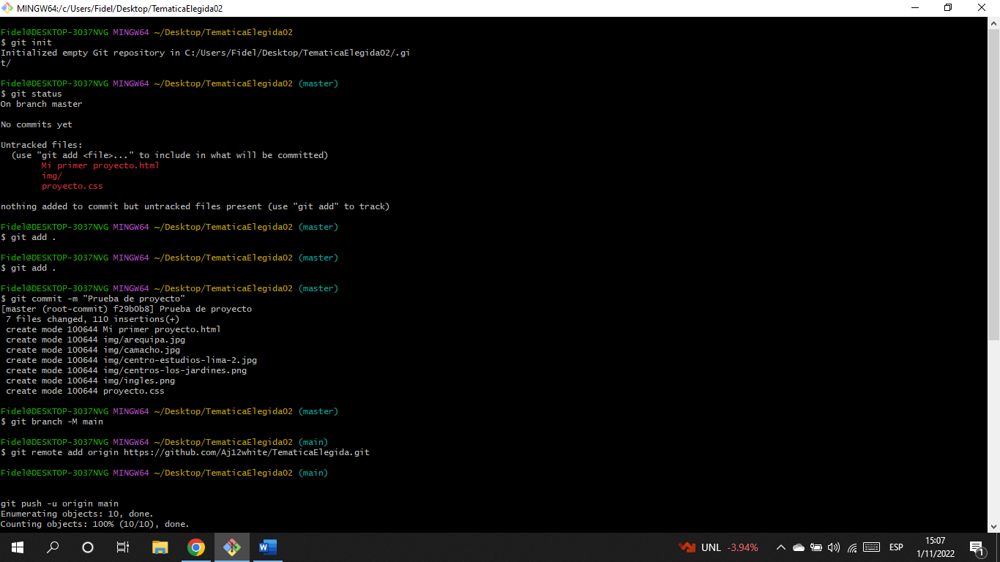 MINGW64:/c/Users/Fidel/Desktop/TematicaElegida02
Fidel@DESKTOP-3O37NVG MINGW64 ~/Desktop/TematicaElegida02
$ git init
Initialized empty Git repository in C:/Users/Fidel/Desktop/TematicaElegida02/.gi
t/
Fidel@DESKTOP-3O37NVG MINGW64 ~/Desktop/TematicaElegida02 (master)
$ git status
On branch master
No commits yet
Untracked files:
(use "git add <file>..." to include in what will be committed)
Mi primer proyecto.html
img/
proyecto.css
nothing added to commit but untracked files present (use "git add" to track)
Fidel@DESKTOP-3O37NVG MINGW64 ~/Desktop/TematicaElegida02 (master)
$ git add .
Fidel@DESKTOP-3O37NVG MINGW64 ~/Desktop/TematicaElegida02 (master)
$ git add .
Fidel@DESKTOP-3O37NVG MINGW64 ~/Desktop/TematicaElegida02 (master)
$ git commit -m "Prueba de proyecto"
[master (root-commit) f29b0b8] Prueba de proyecto
7 files changed, 110 insertions(+)
create mode 100644 Mi primer proyecto.html
create mode 100644 img/arequipa.jpg
create mode 100644 img/camacho.jpg
create mode 100644 img/centro-estudios-lima-2.jpg
create mode 100644 img/centros-los-jardines.png
create mode 100644 img/ingles.png
create mode 100644 proyecto.css
Fidel@DESKTOP-3O37NVG MINGW64 ~/Desktop/TematicaElegida02 (master)
$ git branch -M main
Fidel@DESKTOP-3O37NVG MINGW64 ~/Desktop/TematicaElegida02 (main)
$ git remote add origin https://github.com/Aj12white/TematicaElegida.git
Fidel@DESKTOP-3O37NVG MINGW64 ~/Desktop/TematicaElegida02 (main)
git push -u origin main
Enumerating objects: 10, done.
Counting objects: 100% (10/10), done.
UNL -3.94%
ESP
15:07
1/11/2022
1